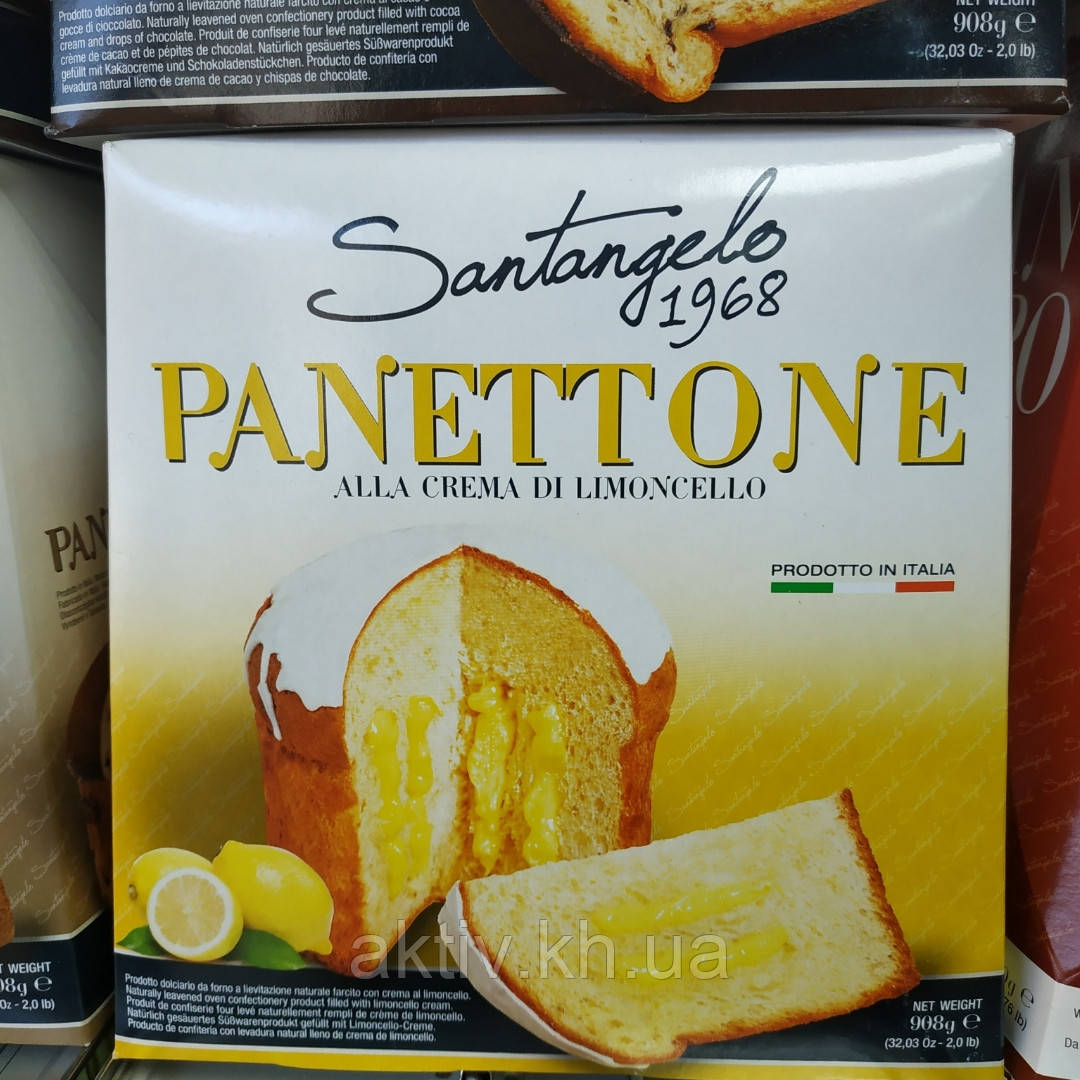 Prodotto dolciario da forno a lievitazione naturale farcito con crema al cacao e
gocce di cioccolato. Naturally leavened oven confectionery product filled with cocoa
cream and drops of chocolate. Produit de confiserie four levé naturellement rempli de
crème de cacao et de pépites de chocolat. Natürlich gesäuertes Süßwarenprodukt
gefüllt mit Kakaocreme und Schokoladenstückchen. Producto de confitería con
levadura natural lleno de crema de cacao y chispas de chocolate.
NET WEIGHT
908g e
(32,03 Oz - 2,0 lb)
Santangelo
1968
PANETTONE
ALLA CREMA DI LIMONCELLO
PRODOTTO IN ITALIA
PAN
aktiv.kh.ua
Prodotto dolciario da forno a lievitazione naturale farcito con crema al limoncello.
Naturally leavened oven confectionery product filled with limoncello cream.
Produit de confiserie four levé naturellement rempli de crème de limoncello.
Natürlich gesäuertes Süßwarenprodukt gefüllt mit Limoncello-Creme.
Producto de confitería con levadura natural lleno de crema de limoncello.
NET WEIGHT
908g e
(32,03 Oz - 2,0 lb)
T WEIGHT
08g e
Oz - 2,0 lb)